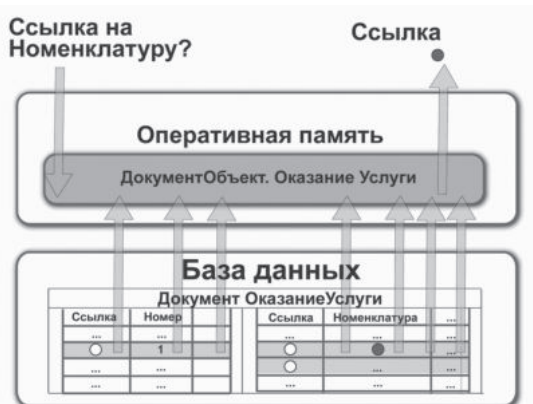 Ссылка на
Номенклатуру?
Ссылка
Оперативная память
ДокументОбъект. Оказание Услуги
База данных
Документ ОказаниеУслуги
Ссылка Номер
... ...
1
... ...
... ...
Ссылка Номенклатура ...
... ...
...
... ...
... ... ...